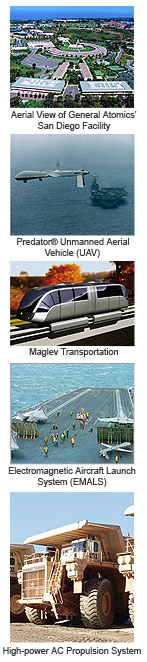 Aerial View of General Atomics'
San Diego Facility
Predator® Unmanned Aerial
Vehicle (UAV)
Maglev Transportation
Electromagnetic Aircraft Launch
System (EMALS)
High-power AC Propulsion System